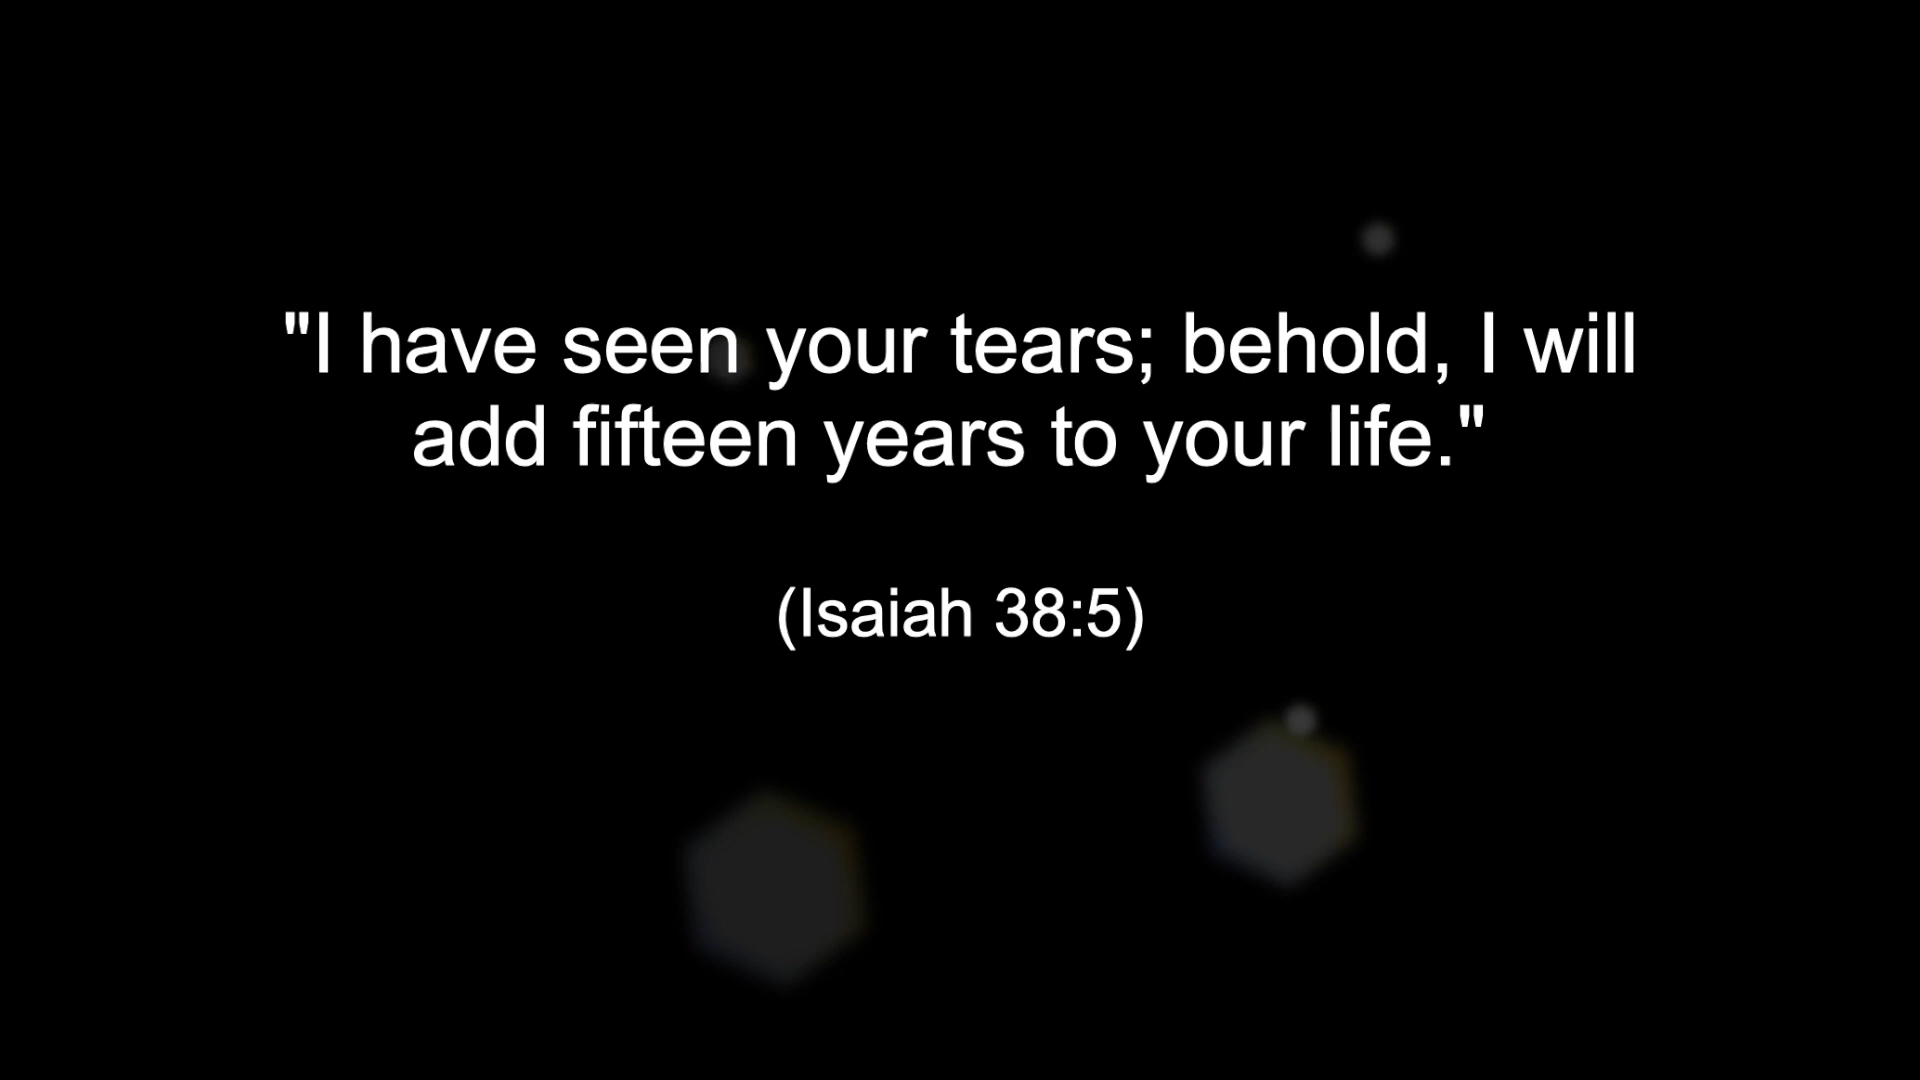 "I have seen your tears; behold, I will
add fifteen years to your life."
(Isaiah 38:5)